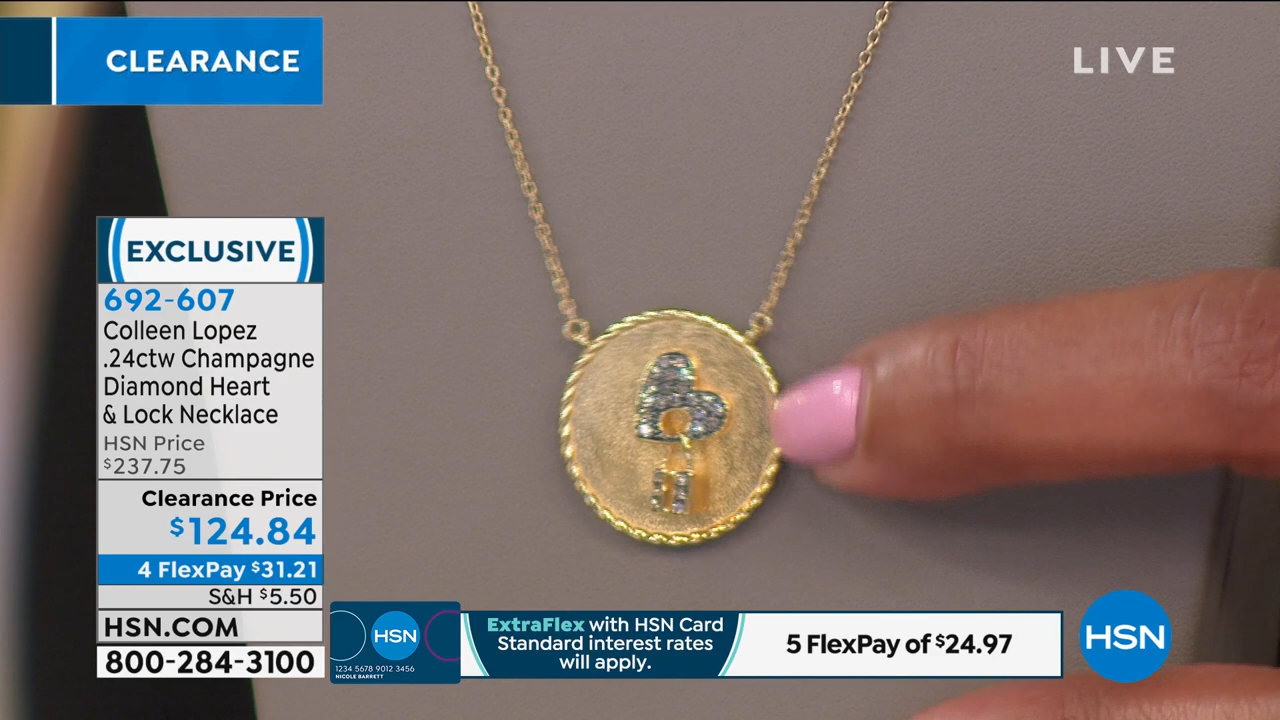 CLEARANCE
LIVE
EXCLUSIVE
692-607
Colleen Lopez
.24ctw Champagne
Diamond Heart
& Lock Necklace
HSN Price
$237.75
Clearance Price
$124.84
4 FlexPay $31.21
S&H $5.50
HSN.COM
800-284-3100
HSN
1234 5678 9012 3456
NICOLE BARRETT
ExtraFlex with HSN Card
Standard interest rates
will apply.
5 FlexPay of $24.97
HSN